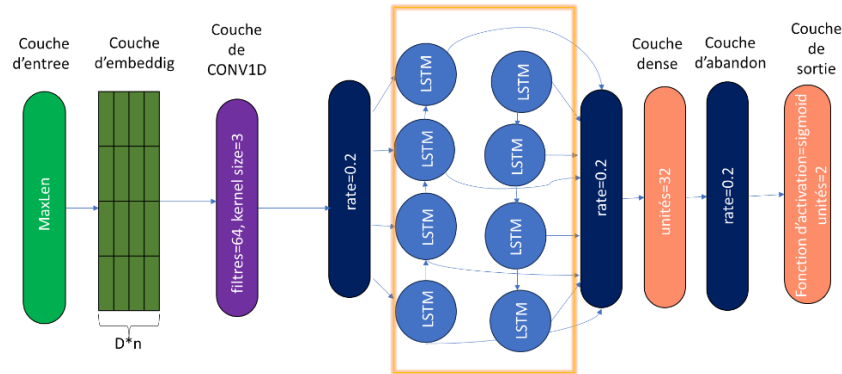 Couche
d'entree
Couche
d'embeddig
Couche
de
CONV1D
Couche
dense
Couche
d'abandon
Couche
de
sortie
MaxLen
D*n
filtres=64, kernel size=3
rate=0.2
LSTM
LSTM
LSTM
LSTM
LSTM
LSTM
LSTM
LSTM
rate=0.2
unités=32
rate=0.2
Fonction d'activation=sigmoid
unités=2